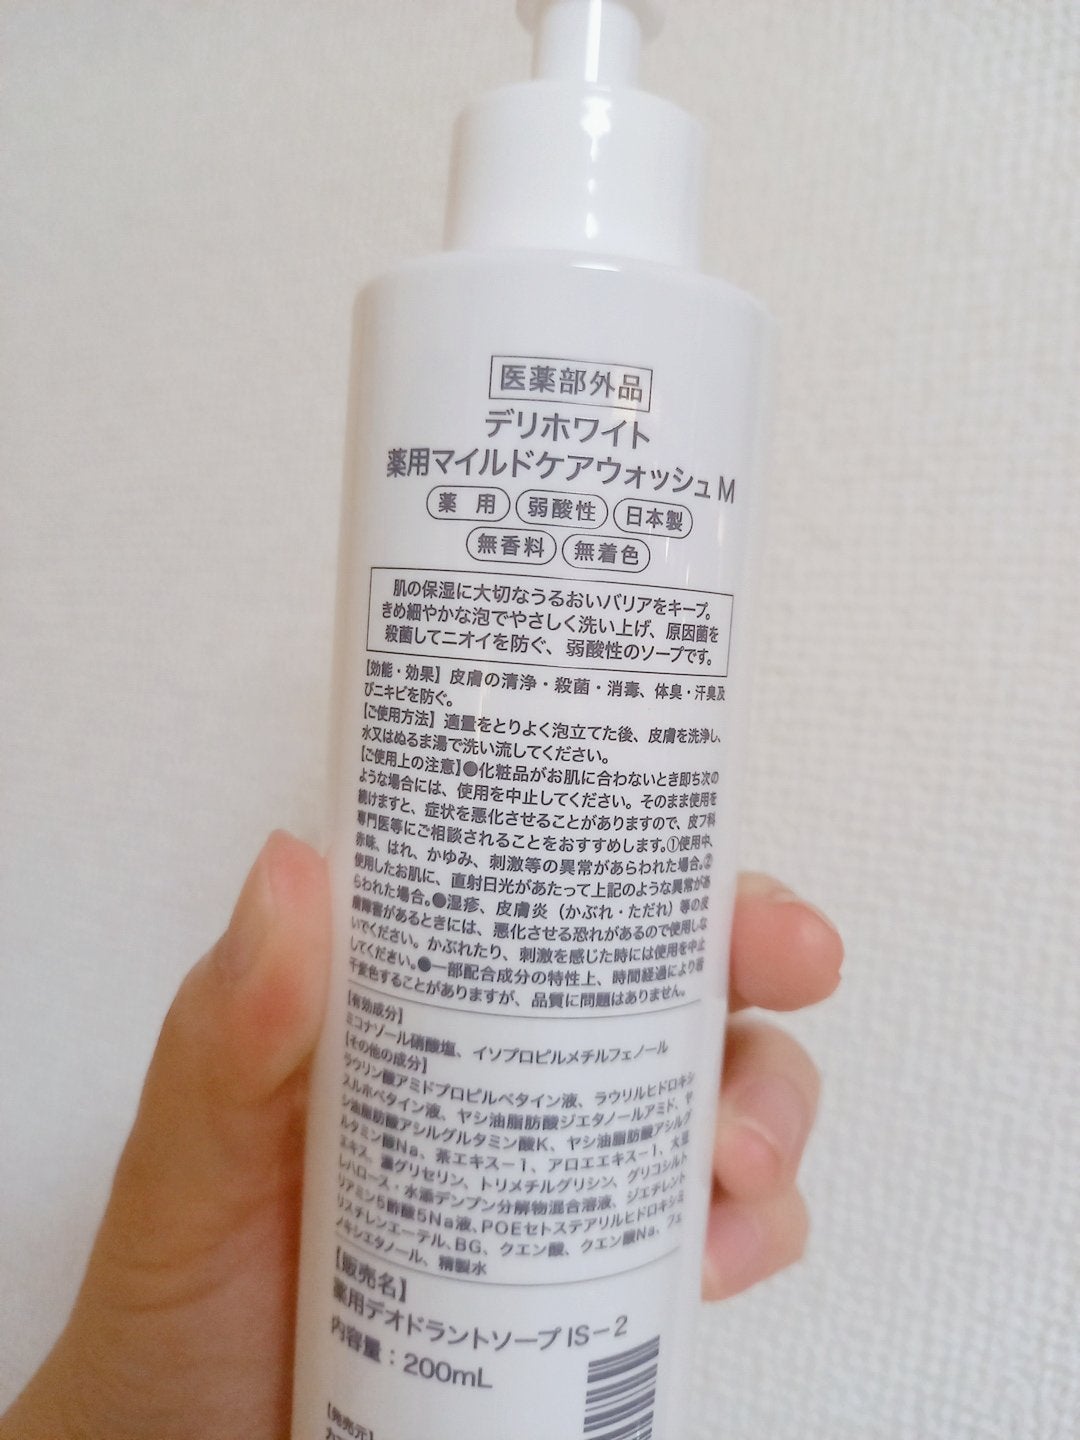 医薬部外品
デリホワイト
薬用マイルドケアウォッシュM
薬 用 弱酸性 日本製
無香料 無着色
肌の保湿に大切なうるおいバリアをキープ。
きめ細やかな泡でやさしく洗い上げ、原因菌を
殺菌してニオイを防ぐ、弱酸性のソープです。
【効能・効果】皮膚の清浄・殺菌・消毒、体臭・汗臭及
びニキビを防ぐ。
【ご使用方法】適量をとりよく泡立てた後、皮膚を洗浄し、
水又はぬるま湯で洗い流してください。
【ご使用上の注意】●化粧品がお肌に合わないとき即ち次の
ような場合には、使用を中止してください。そのまま使用を
続けますと、症状を悪化させることがありますので、皮フ科
専門医等にご相談されることをおすすめします。①使用中、
赤味、はれ、かゆみ、刺激等の異常があらわれた場合。②
使用したお肌に、直射日光があたって上記のような異常があ
らわれた場合。●湿疹、皮膚炎（かぶれ・ただれ）等の皮
膚障害があるときには、悪化させる恐れがあるので使用しな
いでください。かぶれたり、刺激を感じた時には使用を中止
してください。●一部配合成分の特性上、時間経過により若
干変色することがありますが、品質に問題はありません。
【有効成分】
ミコナゾール硝酸塩、イソプロピルメチルフェノール
【その他の成分】
ラウリン酸アミドプロピルベタイン液、ラウリルヒドロキシ
スルホベタイン液、ヤシ油脂肪酸ジエタノールアミド、ヤ
シ油脂肪酸アシルグルタミン酸K、ヤシ油脂肪酸アシルグ
ルタミン酸Na、茶エキス-1、アロエエキス-1、大豆
エキス、濃グリセリン、トリメチルグリシン、グリコシルト
レハロース・水添デンプン分解物混合溶液、ジエチレント
リアミン5酢酸5Na液、POEセトステアリルヒドロキシミ
リスチレンエーテル、BG、クエン酸、クエン酸Na、フェ
ノキシエタノール、精製水
【販売名】
薬用デオドラントソープIS-2
内容量：200mL
【発売元】